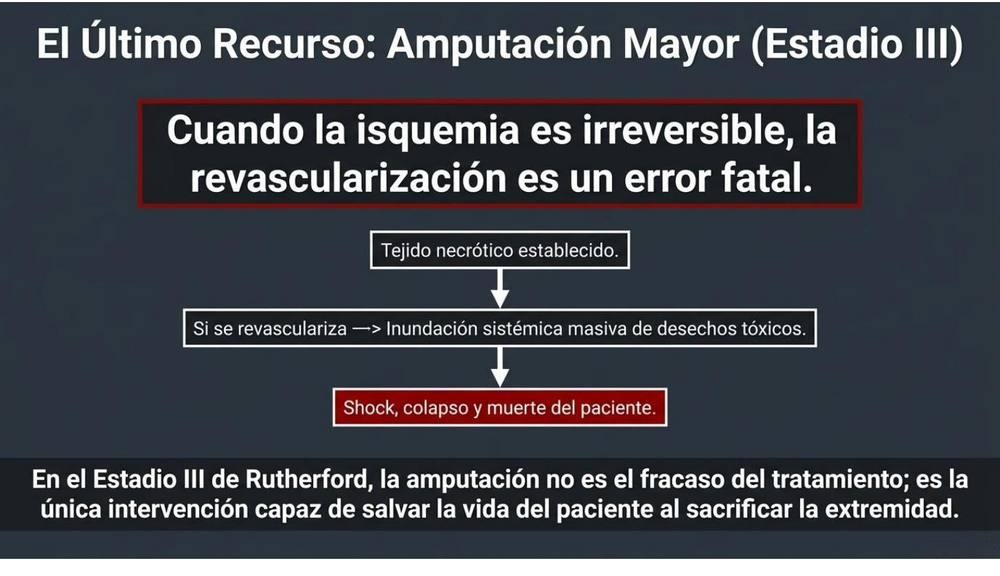 El Último Recurso: Amputación Mayor (Estadio III)
Cuando la isquemia es irreversible, la
revascularización es un error fatal.
Tejido necrótico establecido.
Si se revasculariza —> Inundación sistémica masiva de desechos tóxicos.
Shock, colapso y muerte del paciente.
En el Estadio III de Rutherford, la amputación no es el fracaso del tratamiento; es la
única intervención capaz de salvar la vida del paciente al sacrificar la extremidad.